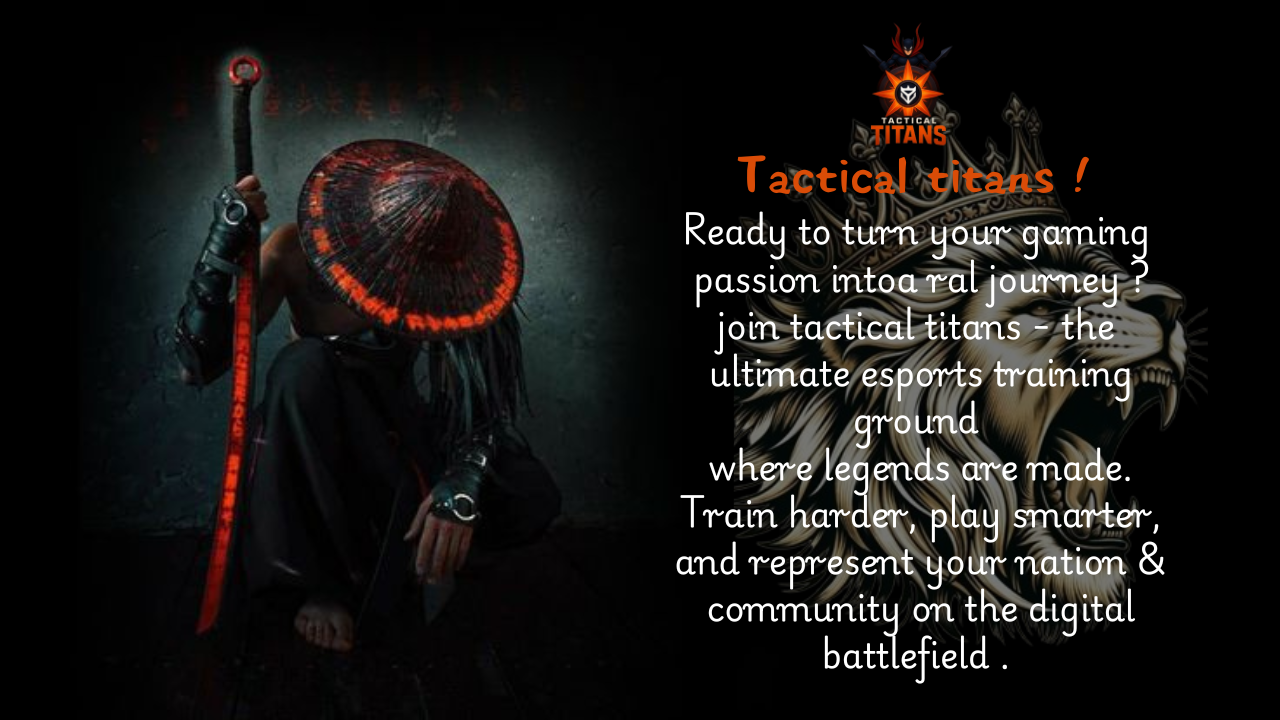 TACTICAL
TITANS
Tactical titans !
Ready to turn your gaming
passion intoa ral journey ?
join tactical titans - the
ultimate esports training
ground
where legends are made.
Train harder, play smarter,
and represent your nation &
community on the digital
battlefield .